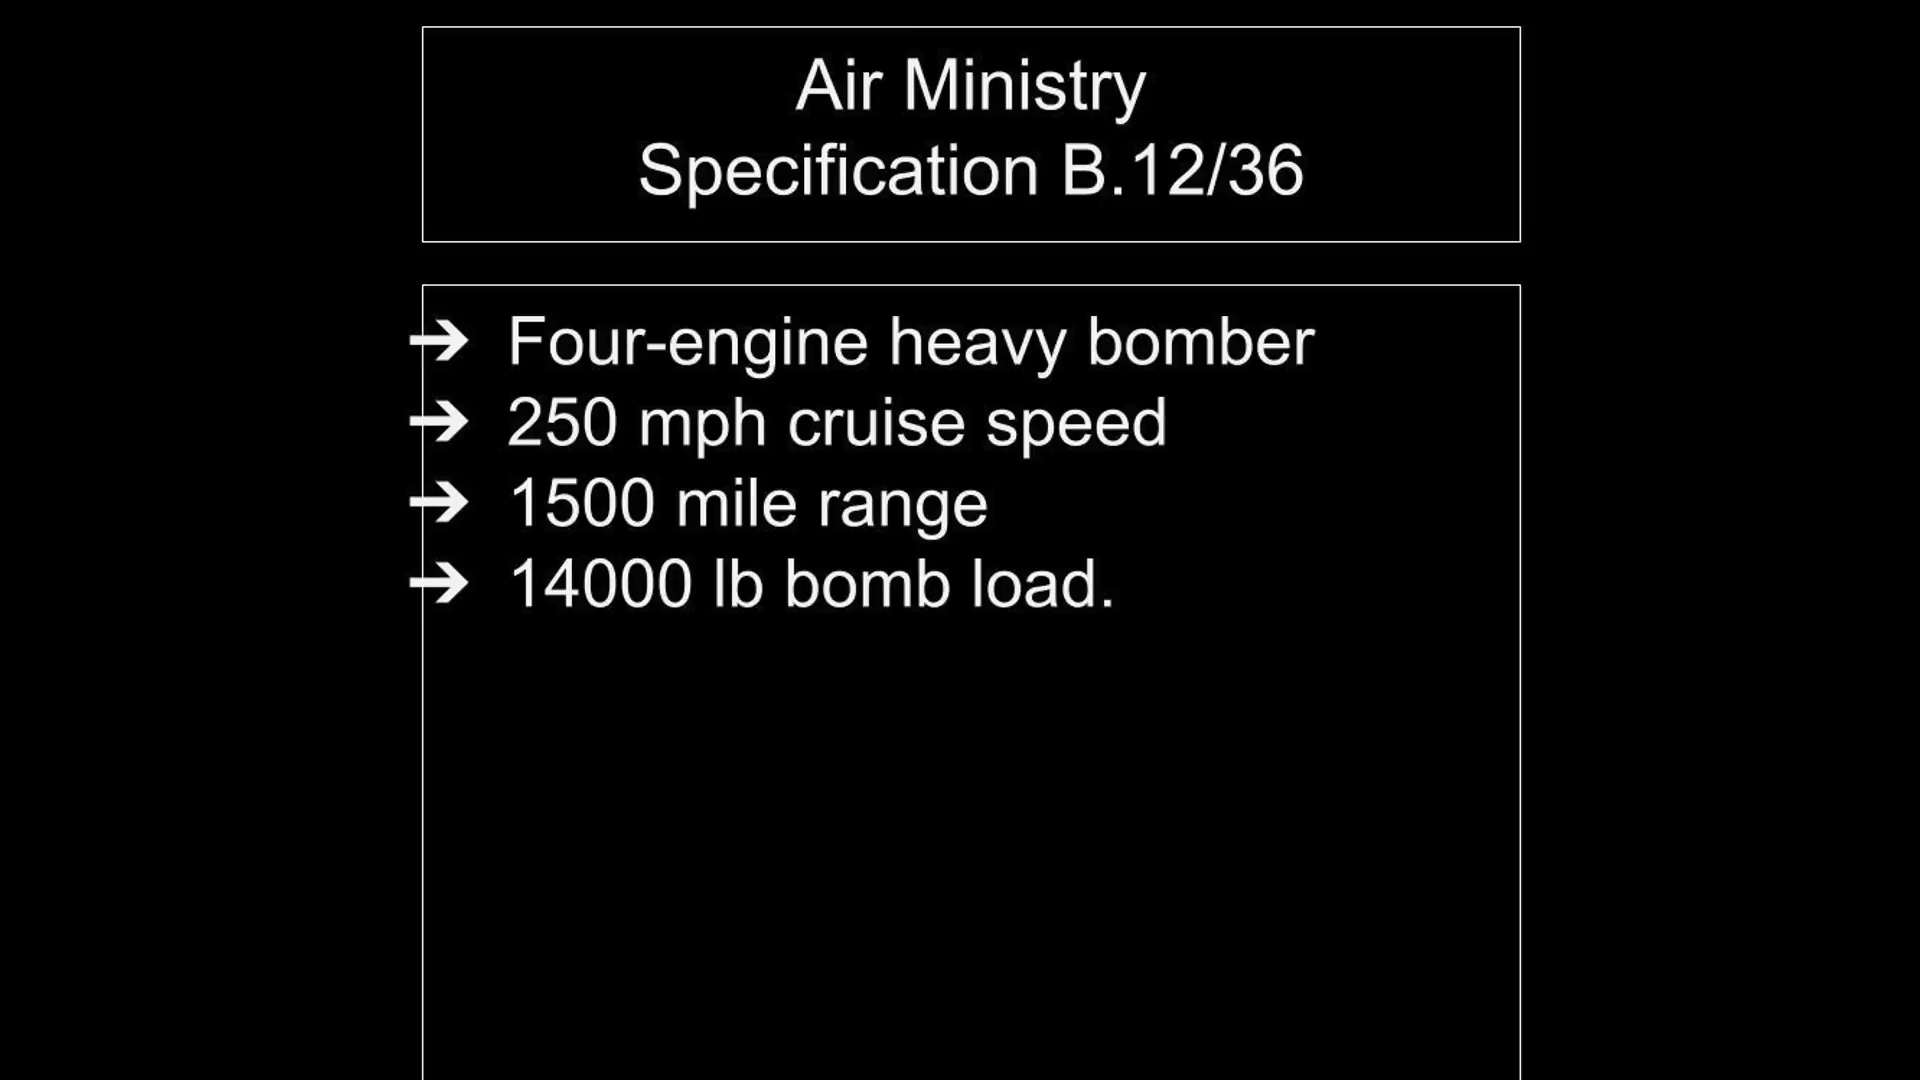 Air Ministry
Specification B.12/36
➔ Four-engine heavy bomber
➔ 250 mph cruise speed
➔ 1500 mile range
➔ 14000 lb bomb load.